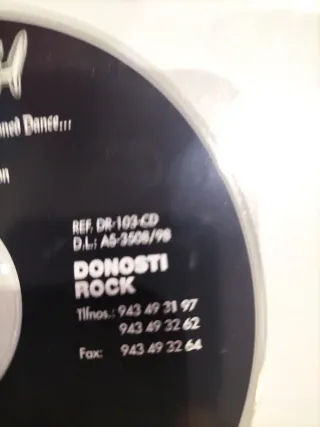 Dance...
REF. DR-103-CD
D.L.: AS-3508/98
DONOSTI
ROCK
Tlfnos.: 943 49 31 97
943 49 32 62
Fax: 943 49 32 64